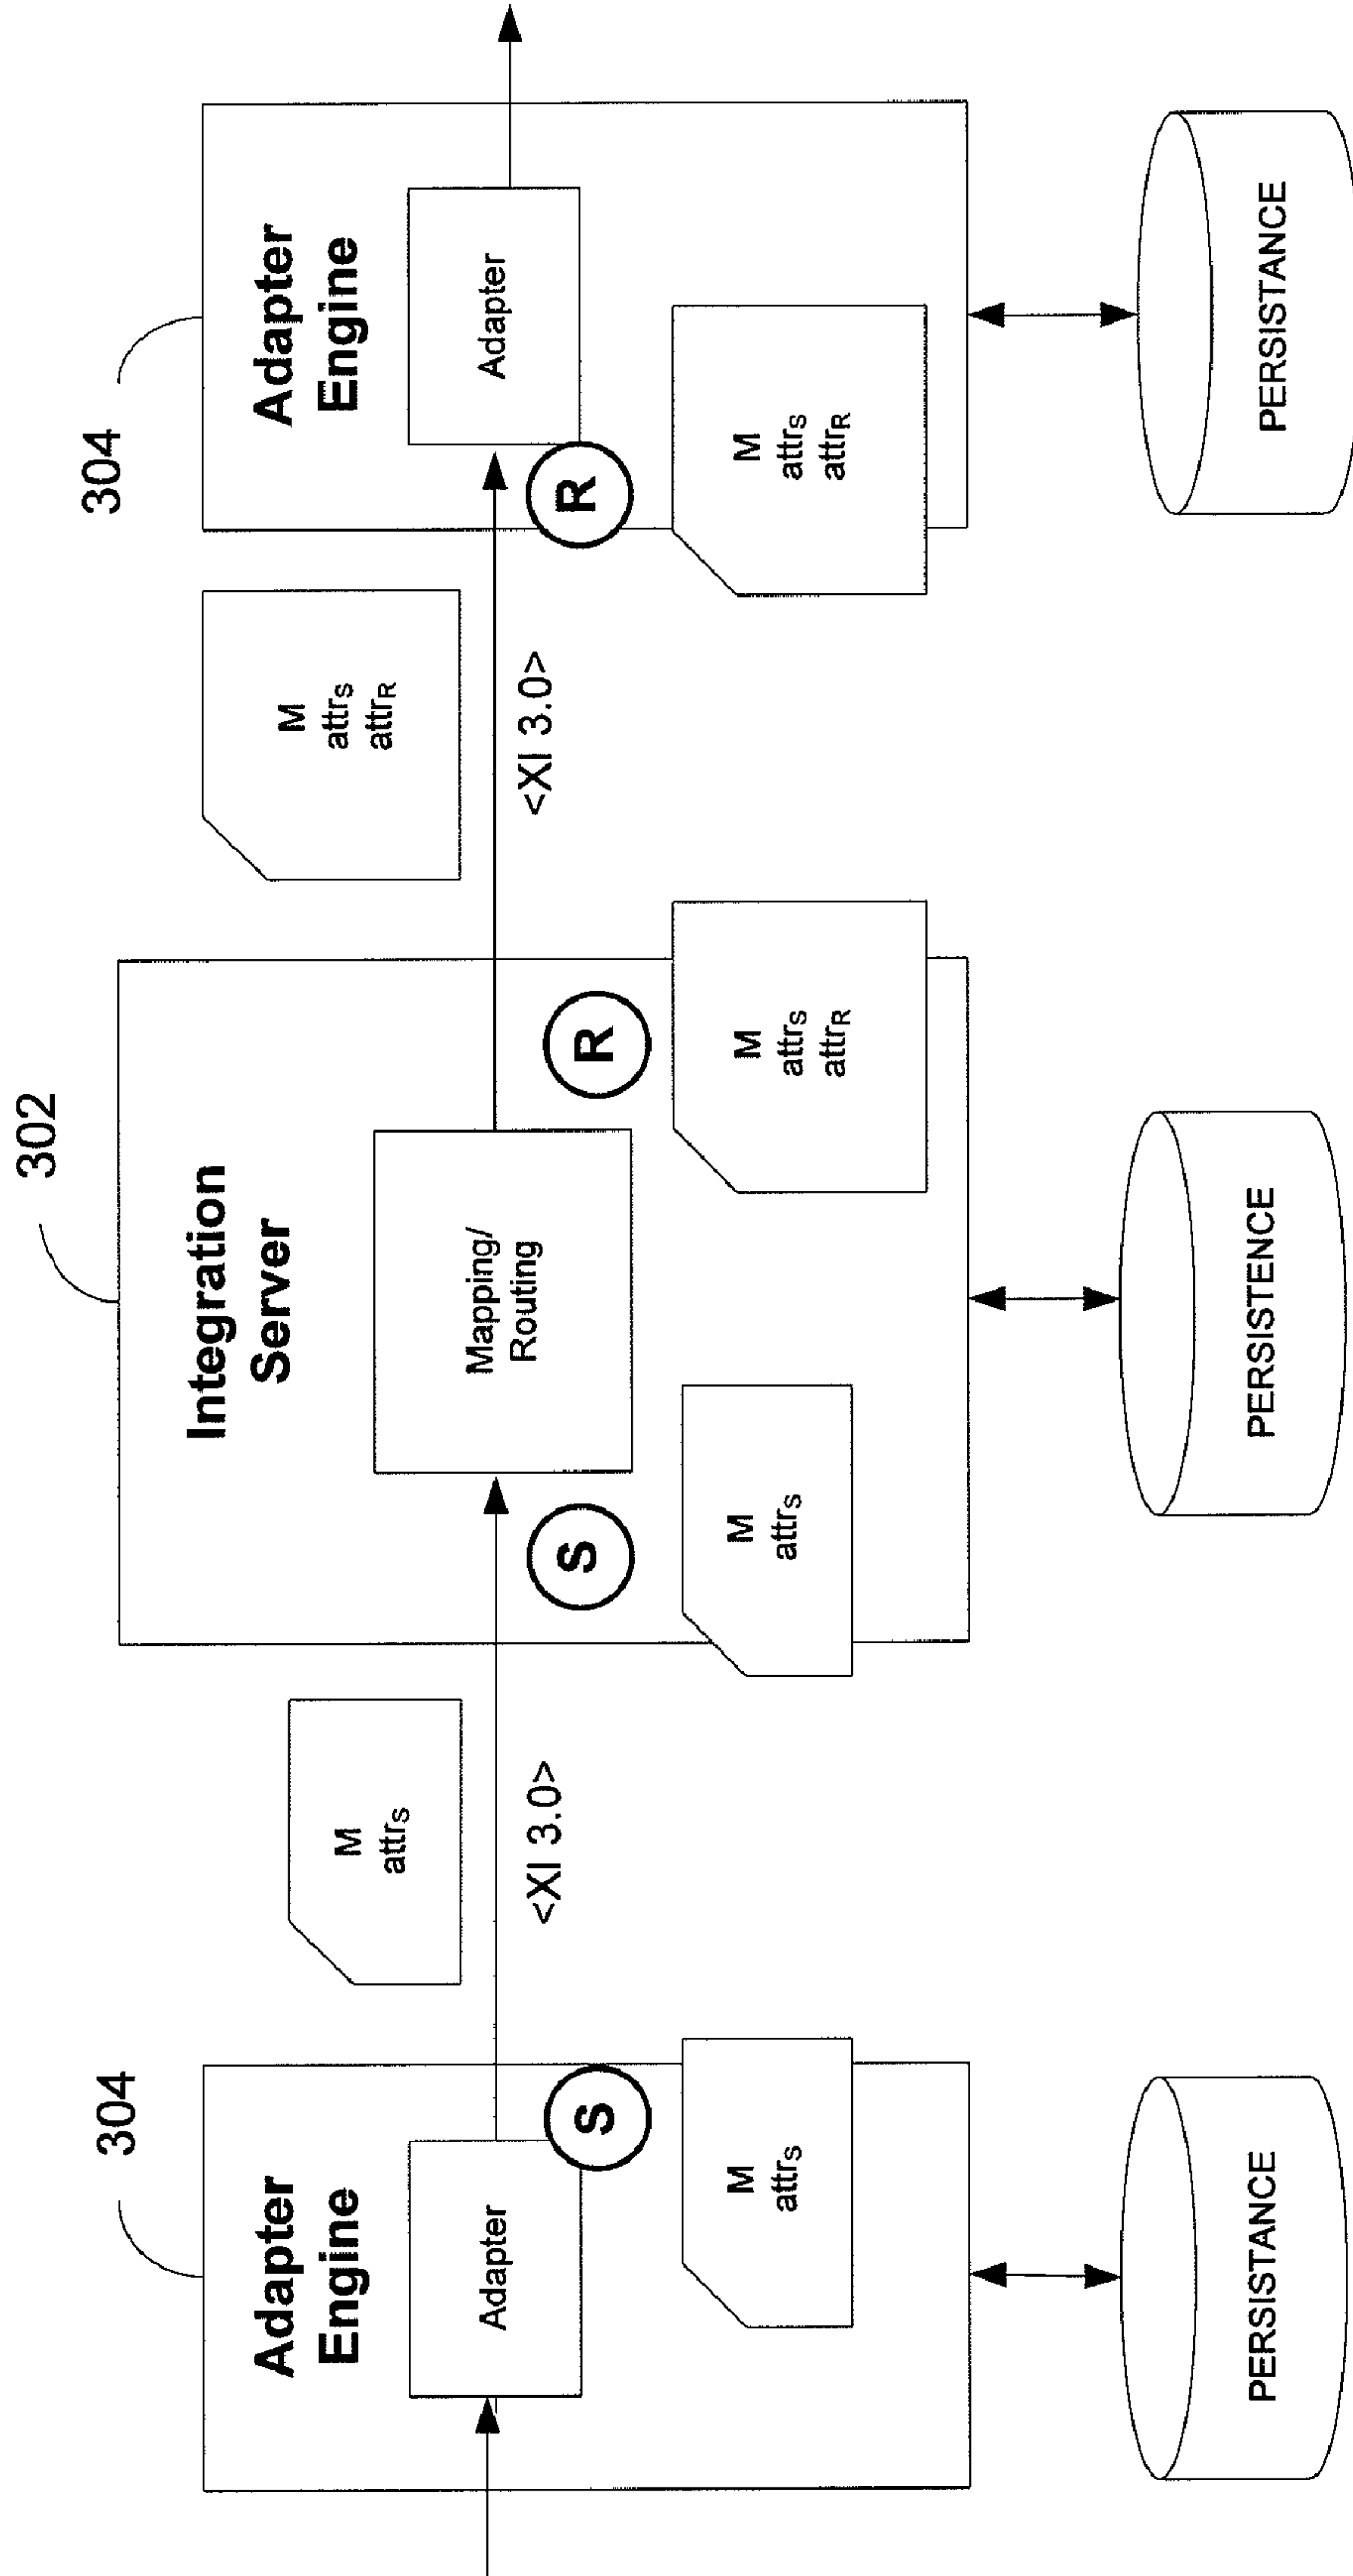 304
Adapter
Engine
Adapter
S
M
attrS
PERSISTANCE
M
attrS
<XI 3.0>
302
Integration
Server
Mapping/
Routing
S
R
M
attrS
M
attrS
attrR
PERSISTENCE
M
attrS
attrR
<XI 3.0>
304
Adapter
Engine
Adapter
R
M
attrS
attrR
PERSISTANCE